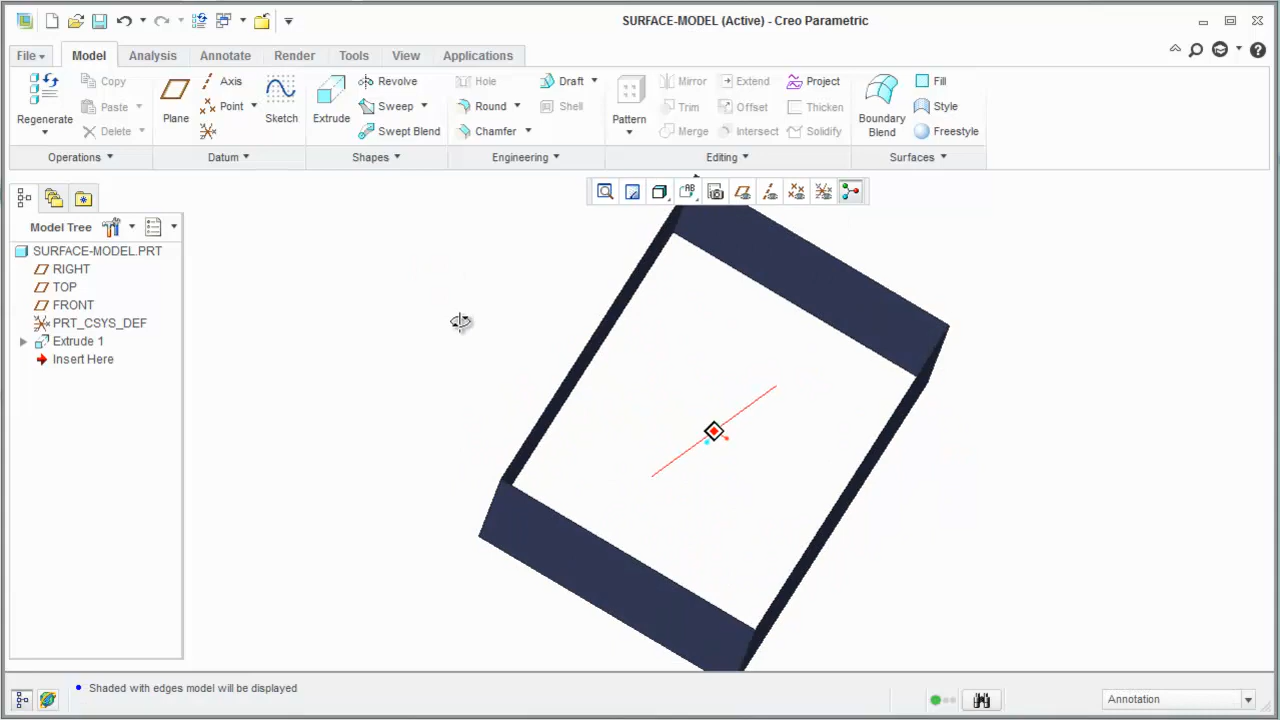 SURFACE-MODEL (Active) - Creo Parametric
File Model Analysis Annotate Render Tools View Applications
Regenerate Copy Paste Delete
Operations
Plane Axis Point Sketch
Datum
Extrude Revolve Sweep Swept Blend
Shapes
Hole Round Chamfer Draft Shell
Engineering
Pattern Mirror Extend Project
Trim Offset Thicken
Merge Intersect Solidify
Editing
Boundary Blend Fill Style Freestyle
Surfaces
Model Tree
SURFACE-MODEL.PRT
RIGHT
TOP
FRONT
PRT_CSYS_DEF
Extrude 1
Insert Here
Shaded with edges model will be displayed
Annotation